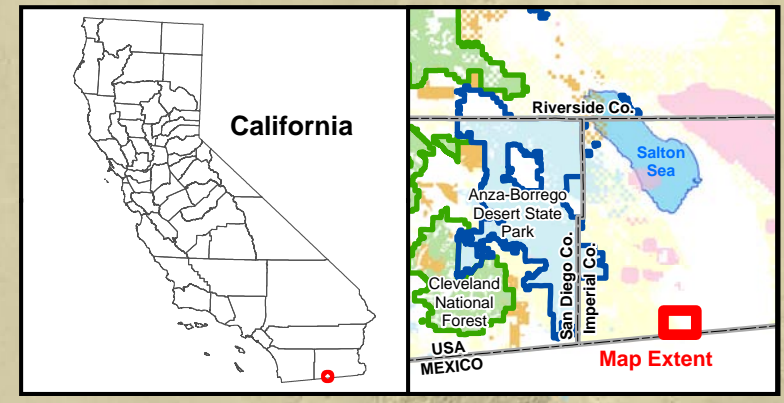 California
Riverside Co.
Salton
Sea
Anza-Borrego
Desert State
Park
San Diego Co.
Imperial Co.
Cleveland
National
Forest
USA
MEXICO
Map Extent